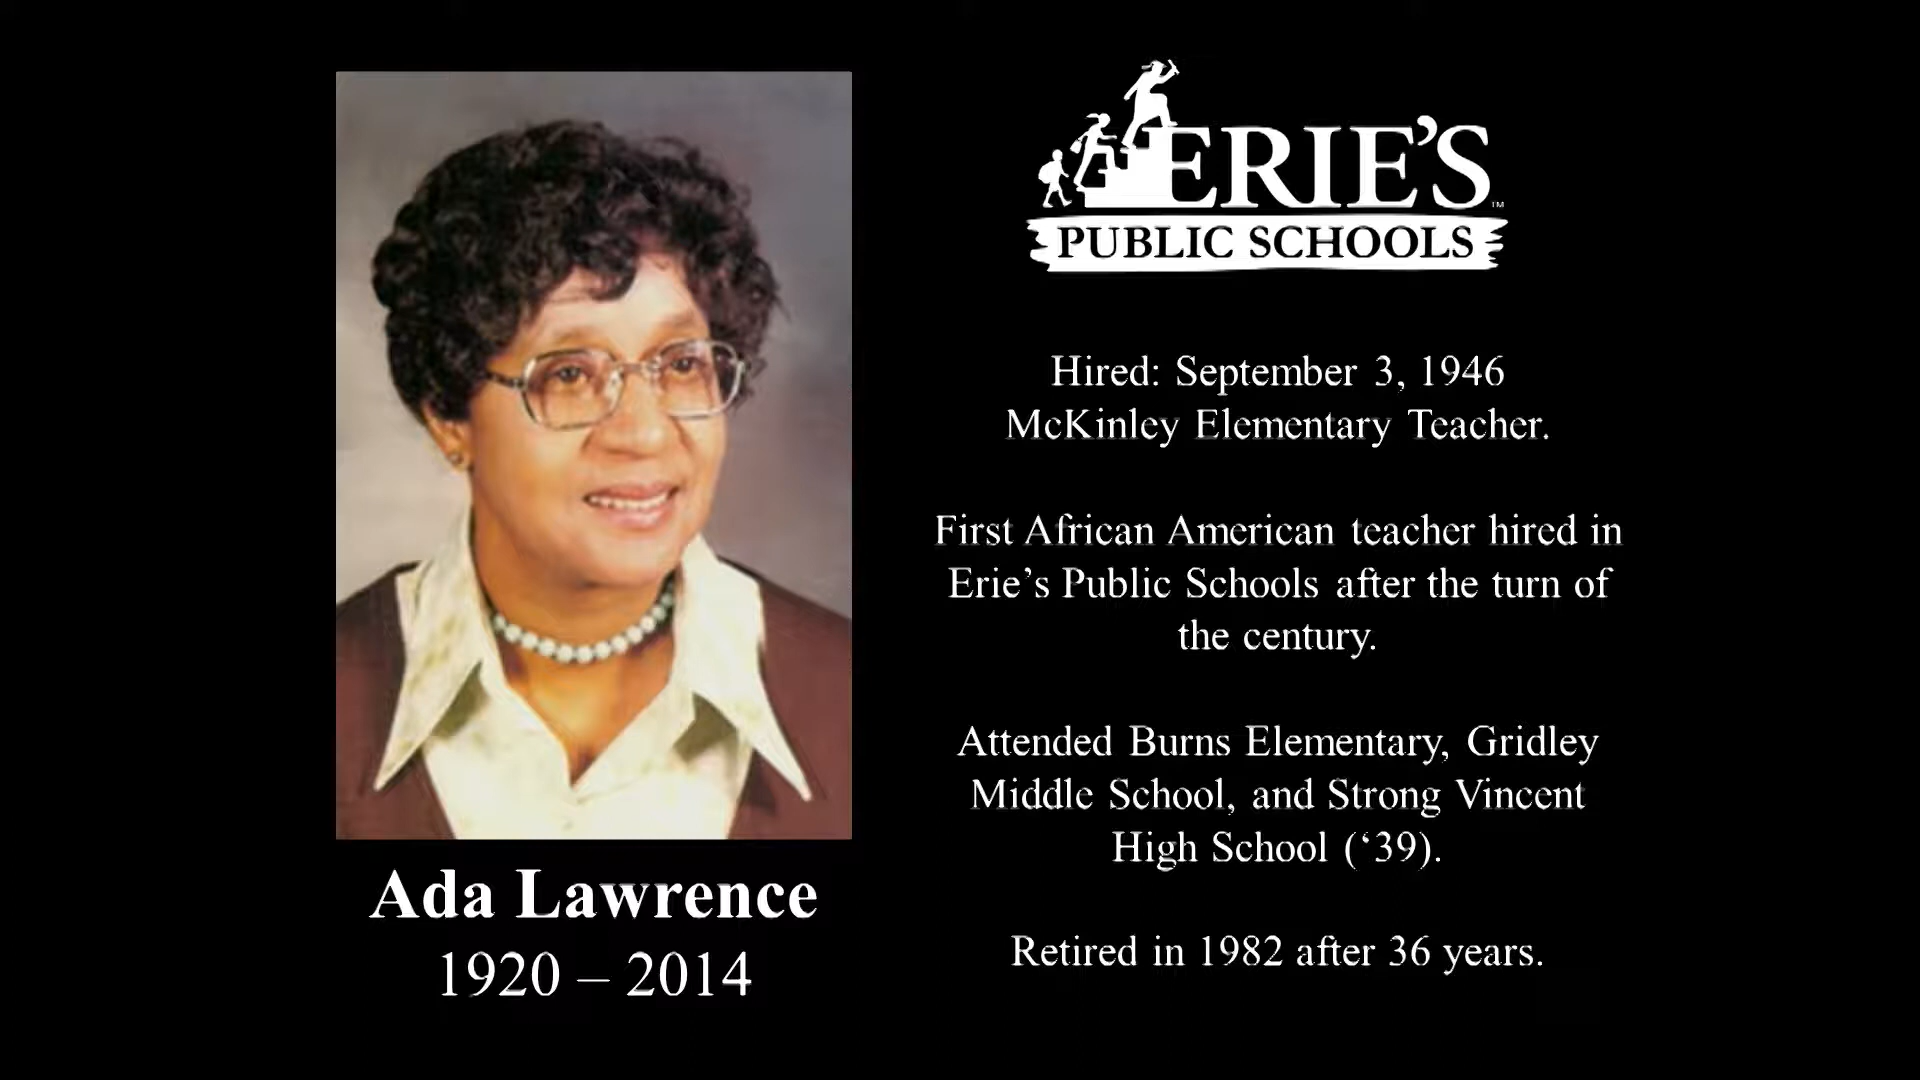 ERIE'S
PUBLIC SCHOOLS
Hired: September 3, 1946
McKinley Elementary Teacher.
First African American teacher hired in
Erie’s Public Schools after the turn of
the century.
Attended Burns Elementary, Gridley
Middle School, and Strong Vincent
High School (‘39).
Retired in 1982 after 36 years.
Ada Lawrence
1920 – 2014